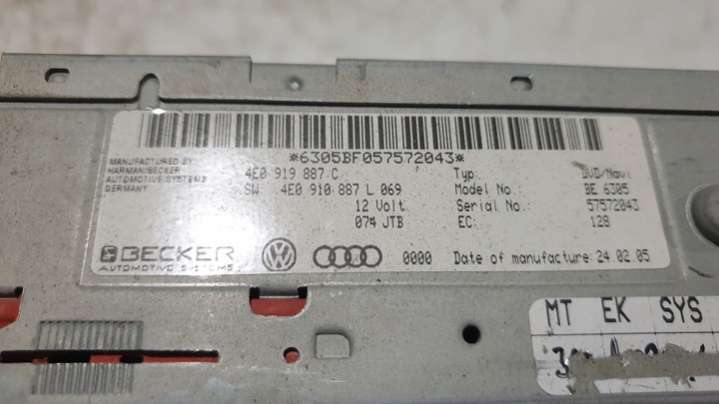 *6305BF057572043*
MANUFACTURED BY
HARMAN/BECKER
AUTOMOTIVE SYSTEMS
GERMANY
4E0 919 887 C
SW 4E0 910 887 L 069
12 Volt
074 JTB
Typ: DVD/Navi
Model No: BE 6305
Serial No: 57572043
EC: 128
BECKER
AUTOMOTIVE SYSTEMS
0000 Date of manufacture: 24.02.05
MT EK SYS